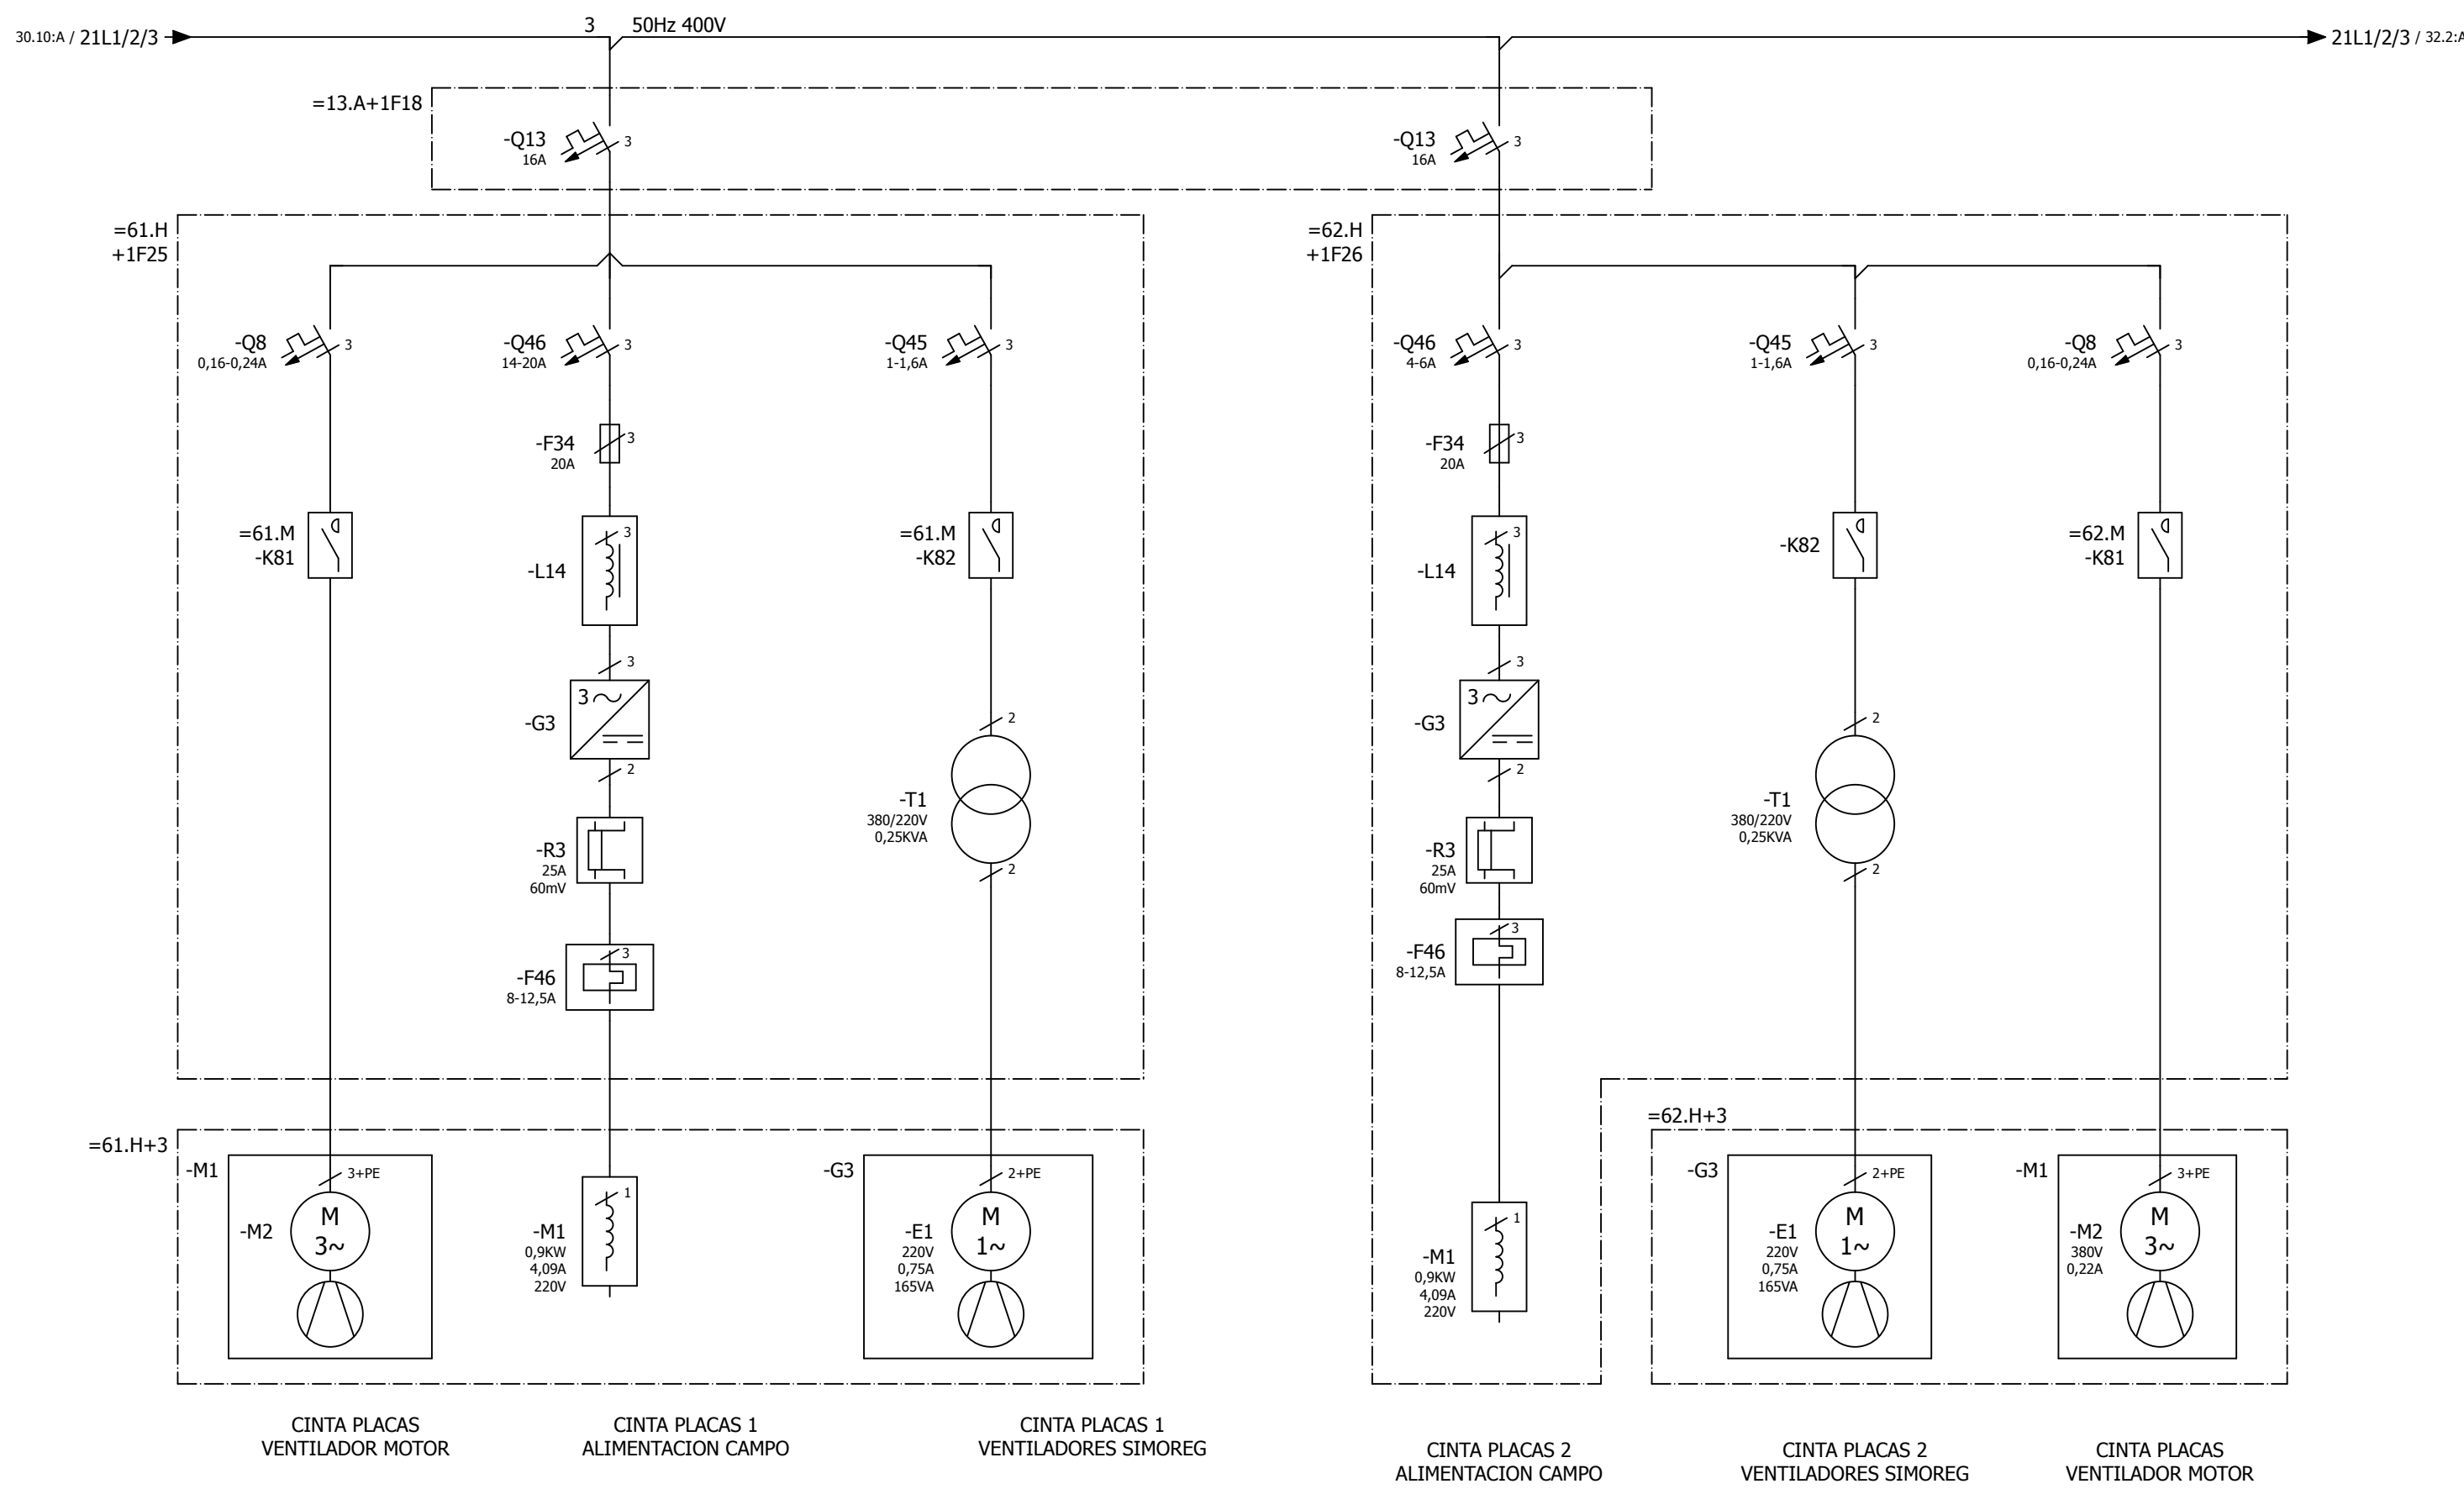 3 50Hz 400V
30.10:A / 21L1/2/3
21L1/2/3 / 32.2:A
=13.A+1F18
-Q13
16A
3
-Q13
16A
3
=61.H
+1F25
-Q8
0,16-0,24A
3
-Q46
14-20A
3
-Q45
1-1,6A
3
-F34
20A
3
=61.M
-K81
-L14
3
=61.M
-K82
3
-G3
3
2
2
-T1
380/220V
0,25KVA
2
-R3
25A
60mV
-F46
8-12,5A
3
=61.H+3
-M1
3+PE
-M2
M
3~
-M1
0,9KW
4,09A
220V
1
-G3
2+PE
-E1
220V
0,75A
165VA
M
1~
CINTA PLACAS
VENTILADOR MOTOR
CINTA PLACAS 1
ALIMENTACION CAMPO
CINTA PLACAS 1
VENTILADORES SIMOREG
=62.H
+1F26
-Q46
4-6A
3
-Q45
1-1,6A
3
-Q8
0,16-0,24A
3
-F34
20A
3
-L14
3
-K82
=62.M
-K81
3
-G3
3
2
2
-T1
380/220V
0,25KVA
2
-R3
25A
60mV
-F46
8-12,5A
3
-M1
0,9KW
4,09A
220V
1
=62.H+3
-G3
2+PE
-E1
220V
0,75A
165VA
M
1~
-M1
3+PE
-M2
380V
0,22A
M
3~
CINTA PLACAS 2
ALIMENTACION CAMPO
CINTA PLACAS 2
VENTILADORES SIMOREG
CINTA PLACAS
VENTILADOR MOTOR